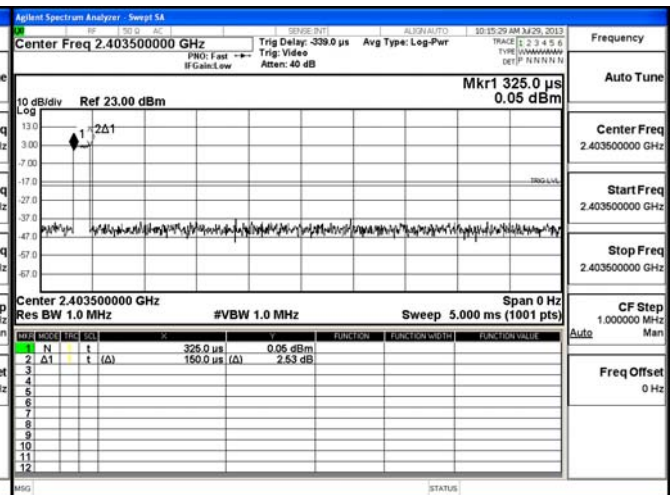 Agilent Spectrum Analyzer - Swept SA
RF 50 Ω AC SENSE:INT ALIGN AUTO 10:15:29 AM Jul 29, 2013
Center Freq 2.403500000 GHz
PNO: Fast
IFGain:Low
Trig Delay: -339.0 µs
Trig: Video
Atten: 40 dB
Avg Type: Log-Pwr
TRACE 1 2 3 4 5 6
TYPE
DET P N N N N N
Mkr1 325.0 µs
0.05 dBm
10 dB/div Ref 23.00 dBm
Log
13.0
3.00
-7.00
-17.0
-27.0
-37.0
-47.0
-57.0
-67.0
1
2Δ1
TRIG LVL
Center 2.403500000 GHz Span 0 Hz
Res BW 1.0 MHz #VBW 1.0 MHz Sweep 5.000 ms (1001 pts)
MKR MODE TRC SCL X Y FUNCTION FUNCTION WIDTH FUNCTION VALUE
1 N t 325.0 µs 0.05 dBm
2 Δ1 t (Δ) 150.0 µs (Δ) 2.53 dB
3
4
5
6
7
8
9
10
11
12
MSG STATUS
Frequency
Auto Tune
Center Freq
2.403500000 GHz
Start Freq
2.403500000 GHz
Stop Freq
2.403500000 GHz
CF Step
1.000000 MHz
Auto Man
Freq Offset
0 Hz